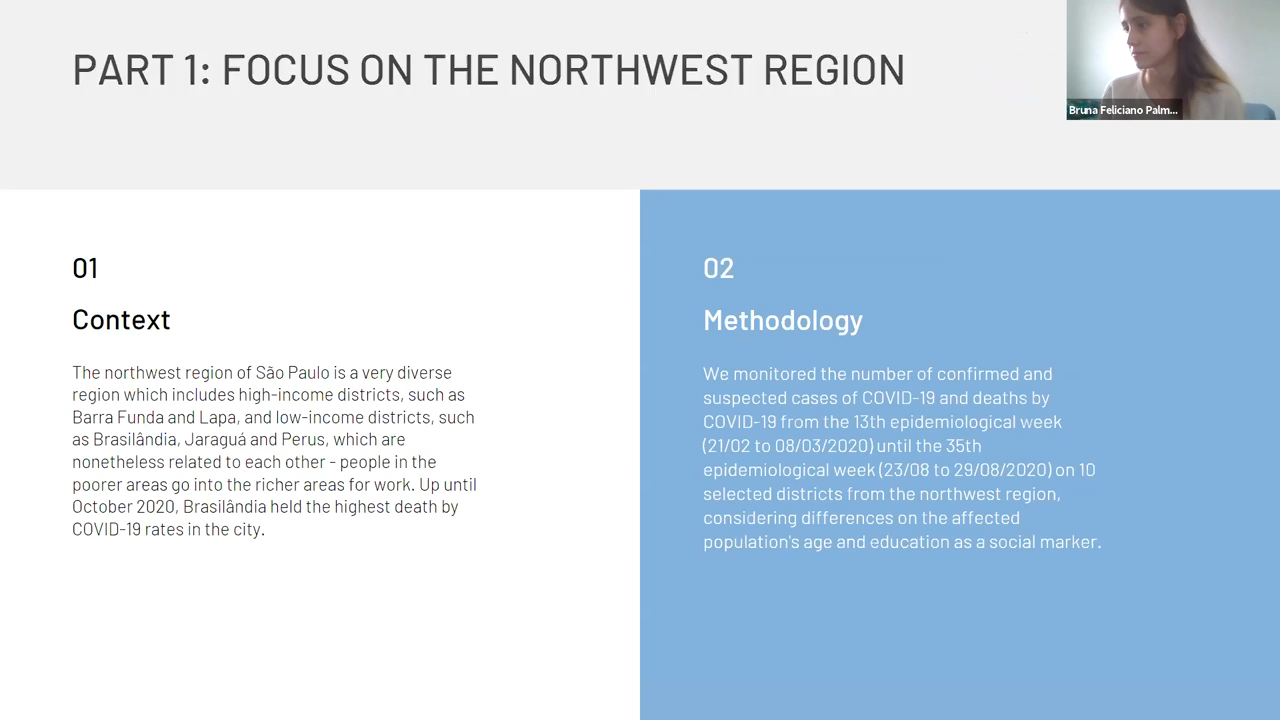 PART 1: FOCUS ON THE NORTHWEST REGION
Bruna Feliciano Palm...
01
Context
The northwest region of São Paulo is a very diverse
region which includes high-income districts, such as
Barra Funda and Lapa, and low-income districts, such
as Brasilândia, Jaraguá and Perus, which are
nonetheless related to each other - people in the
poorer areas go into the richer areas for work. Up until
October 2020, Brasilândia held the highest death by
COVID-19 rates in the city.
02
Methodology
We monitored the number of confirmed and
suspected cases of COVID-19 and deaths by
COVID-19 from the 13th epidemiological week
(21/02 to 08/03/2020) until the 35th
epidemiological week (23/08 to 29/08/2020) on 10
selected districts from the northwest region,
considering differences on the affected
population's age and education as a social marker.